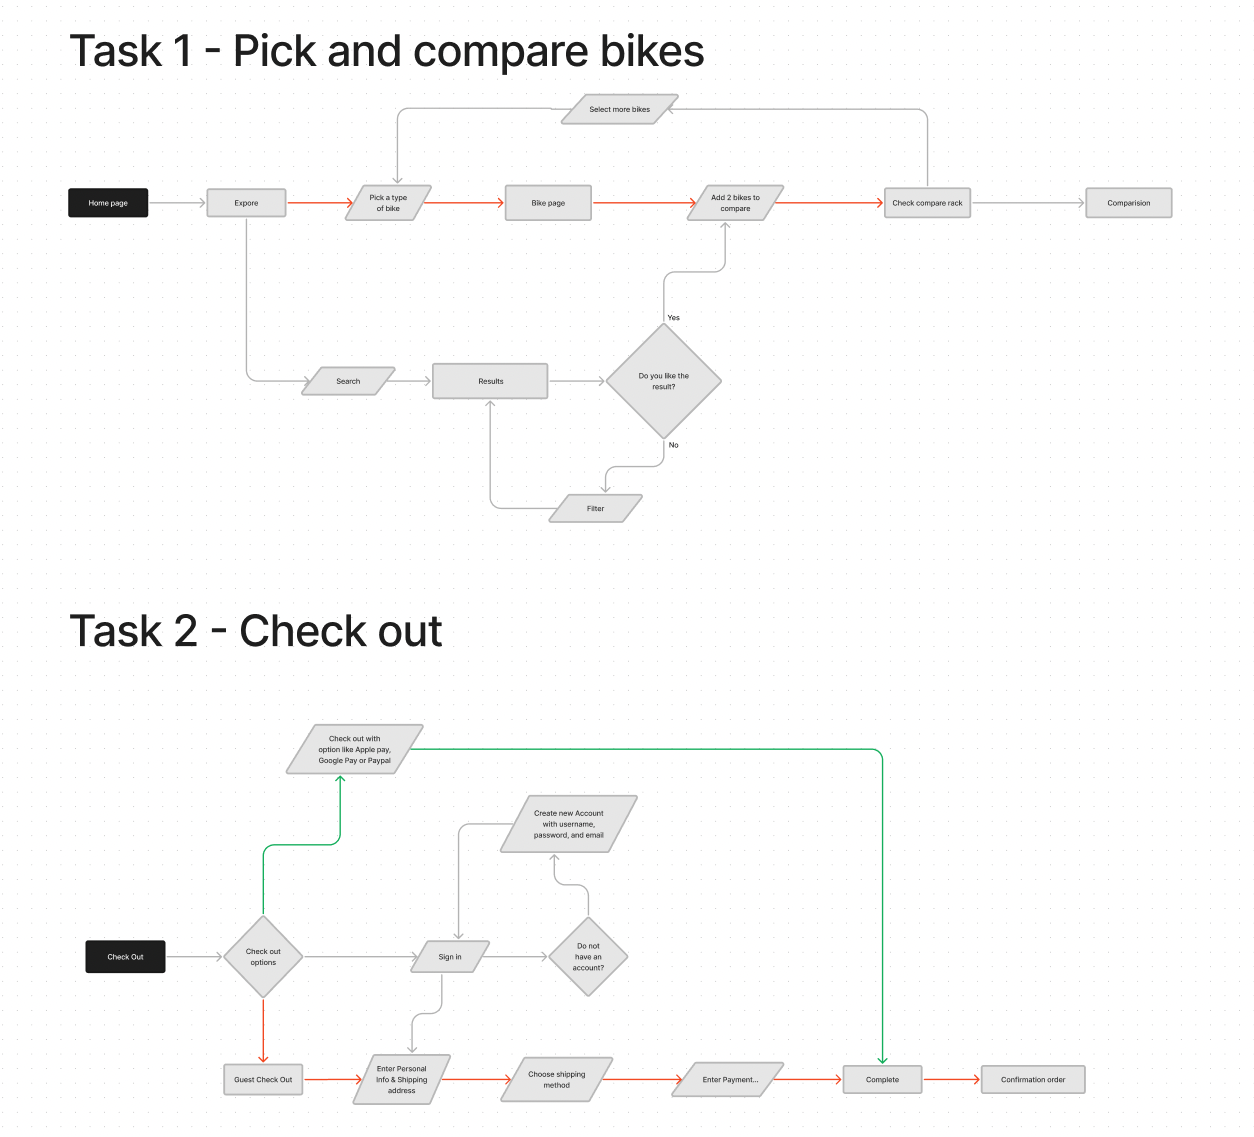 Task 1 - Pick and compare bikes
Select more bikes
Home page
Expore
Pick a type
of bike
Bike page
Add 2 bikes to
compare
Check compare rack
Comparision
Yes
Do you like the
result?
Search
Results
No
Filter
Task 2 - Check out
Check out with
option like Apple pay,
Google Pay or Paypal
Create new Account
with username,
password, and email
Check Out
Check out
options
Sign in
Do not
have an
account?
Guest Check Out
Enter Personal
Info & Shipping
address
Choose shipping
method
Enter Payment...
Complete
Confirmation order